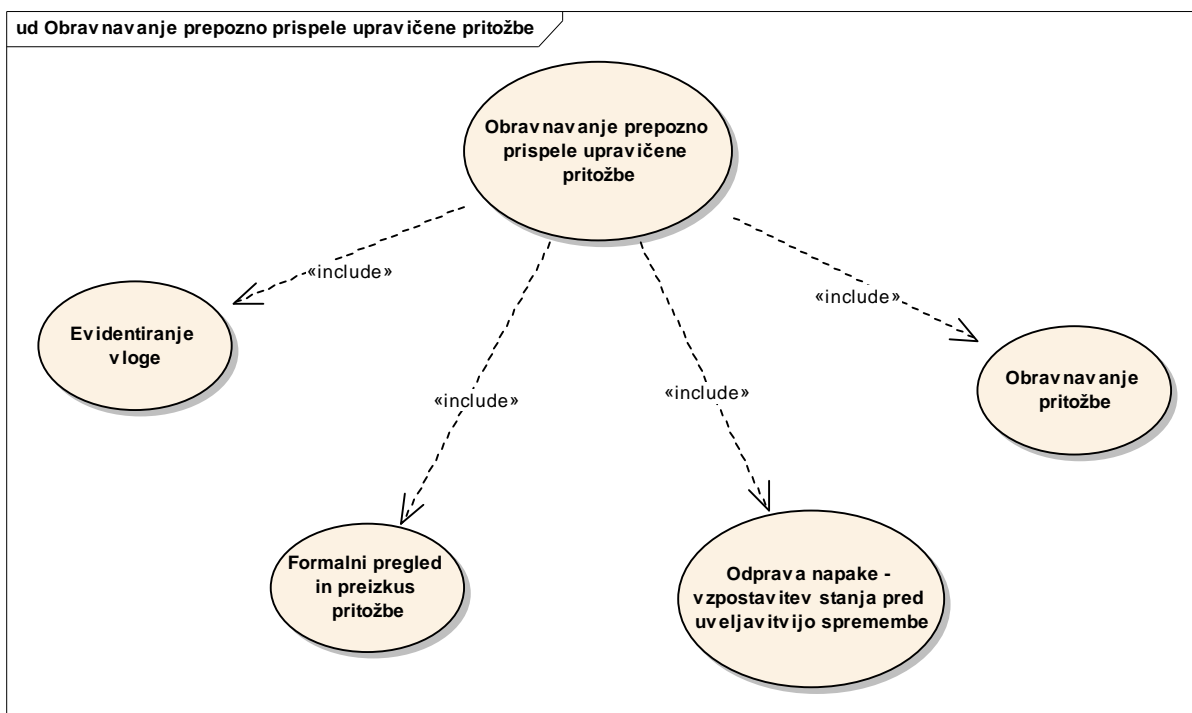 ud Obravnavanje prepozno prispele upravičene pritožbe
Obravnavanje prepozno
prispele upravičene
pritožbe
«include»
«include»
«include»
«include»
Evidentiranje
vloge
Obravnavanje
pritožbe
Formalni pregled
in preizkus
pritožbe
Odprava napake -
vzpostavitev stanja pred
uveljavitvijo spremembe